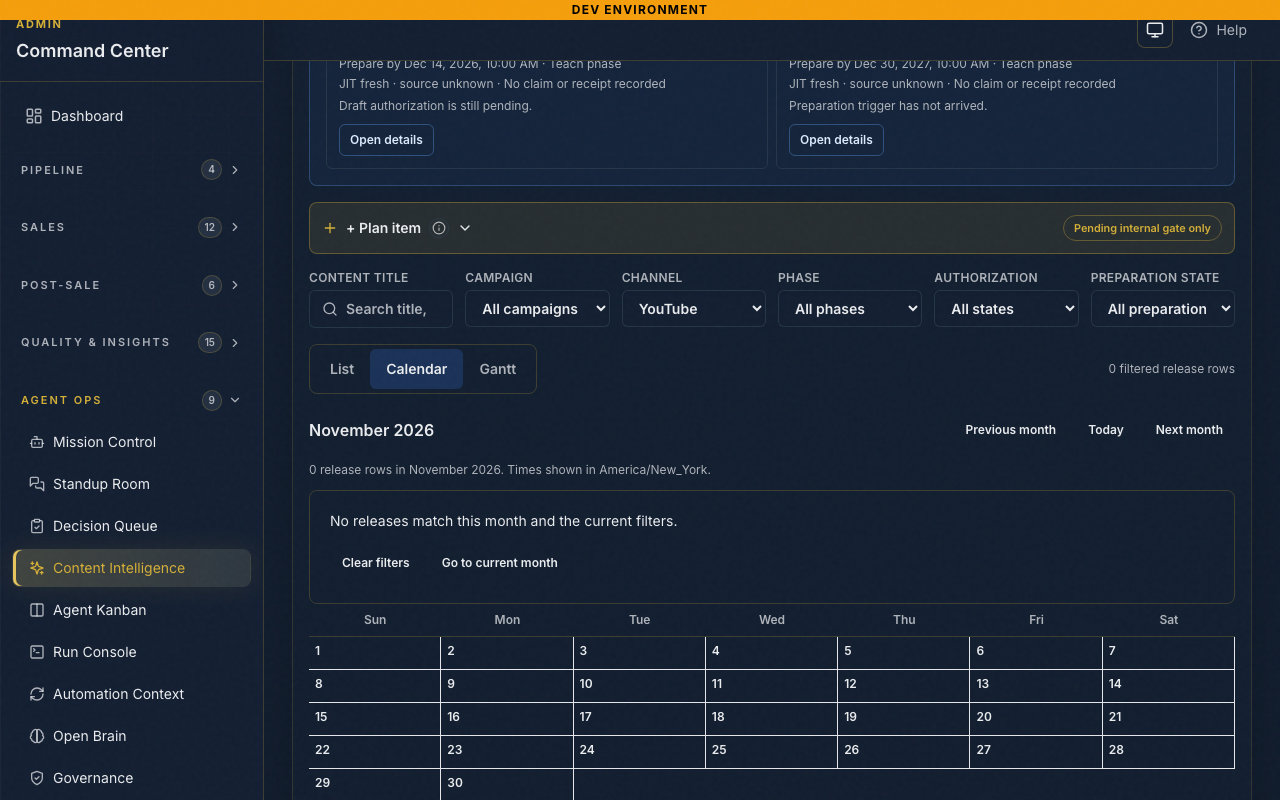 DEV ENVIRONMENT
ADMIN
Command Center
Help
Dashboard
PIPELINE 4
SALES 12
POST-SALE 6
QUALITY & INSIGHTS 15
AGENT OPS 9
Mission Control
Standup Room
Decision Queue
Content Intelligence
Agent Kanban
Run Console
Automation Context
Open Brain
Governance
Prepare by Dec 14, 2026, 10:00 AM · Teach phase
JIT fresh · source unknown · No claim or receipt recorded
Draft authorization is still pending.
Open details
Prepare by Dec 30, 2027, 10:00 AM · Teach phase
JIT fresh · source unknown · No claim or receipt recorded
Preparation trigger has not arrived.
Open details
+ Plan item
Pending internal gate only
CONTENT TITLE CAMPAIGN CHANNEL PHASE AUTHORIZATION PREPARATION STATE
Search title, All campaigns YouTube All phases All states All preparation
List Calendar Gantt 0 filtered release rows
November 2026 Previous month Today Next month
0 release rows in November 2026. Times shown in America/New_York.
No releases match this month and the current filters.
Clear filters Go to current month
Sun Mon Tue Wed Thu Fri Sat
1 2 3 4 5 6 7
8 9 10 11 12 13 14
15 16 17 18 19 20 21
22 23 24 25 26 27 28
29 30